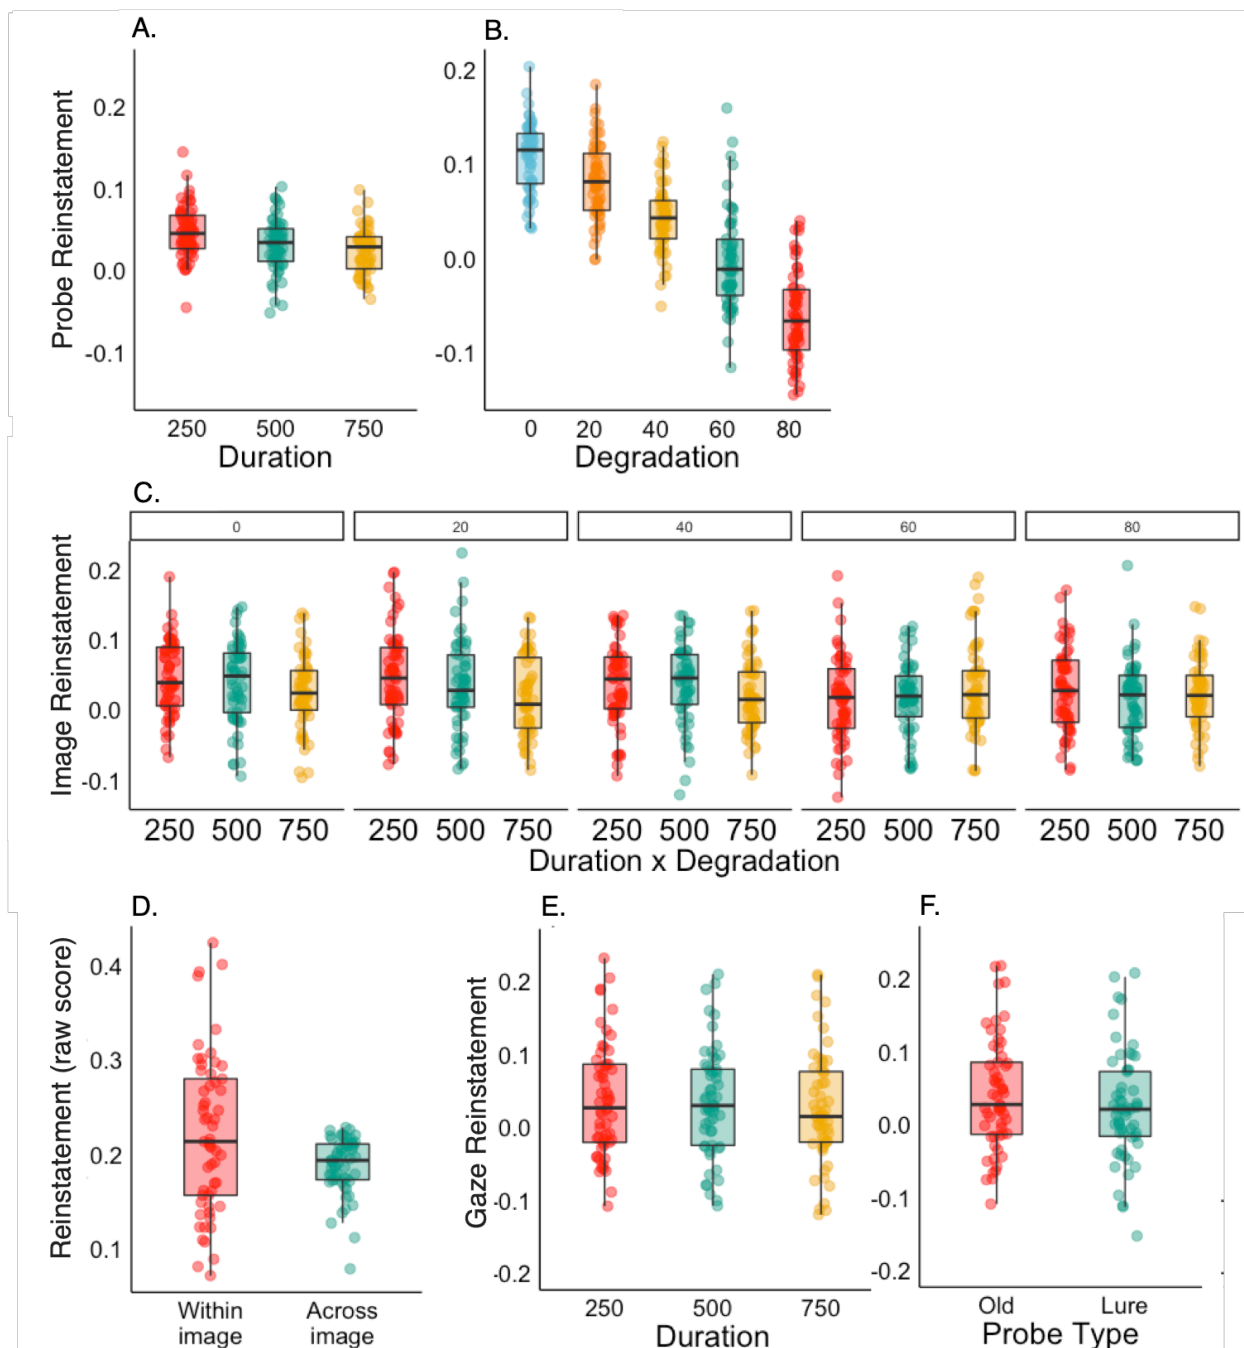 A.
B.
Probe Reinstatement
0.2
0.1
0.0
-0.1
250 500 750
Duration
0.2
0.1
0.0
-0.1
0 20 40 60 80
Degradation
C.
0 20 40 60 80
Image Reinstatement
0.2
0.1
0.0
-0.1
250 500 750 250 500 750 250 500 750 250 500 750 250 500 750
Duration x Degradation
D.
E.
F.
Reinstatement (raw score)
0.4
0.3
0.2
0.1
Within image
Across image
Gaze Reinstatement
0.2
0.1
0.0
-0.1
-0.2
250 500 750
Duration
0.2
0.1
0.0
-0.1
-0.2
Old Lure
Probe Type